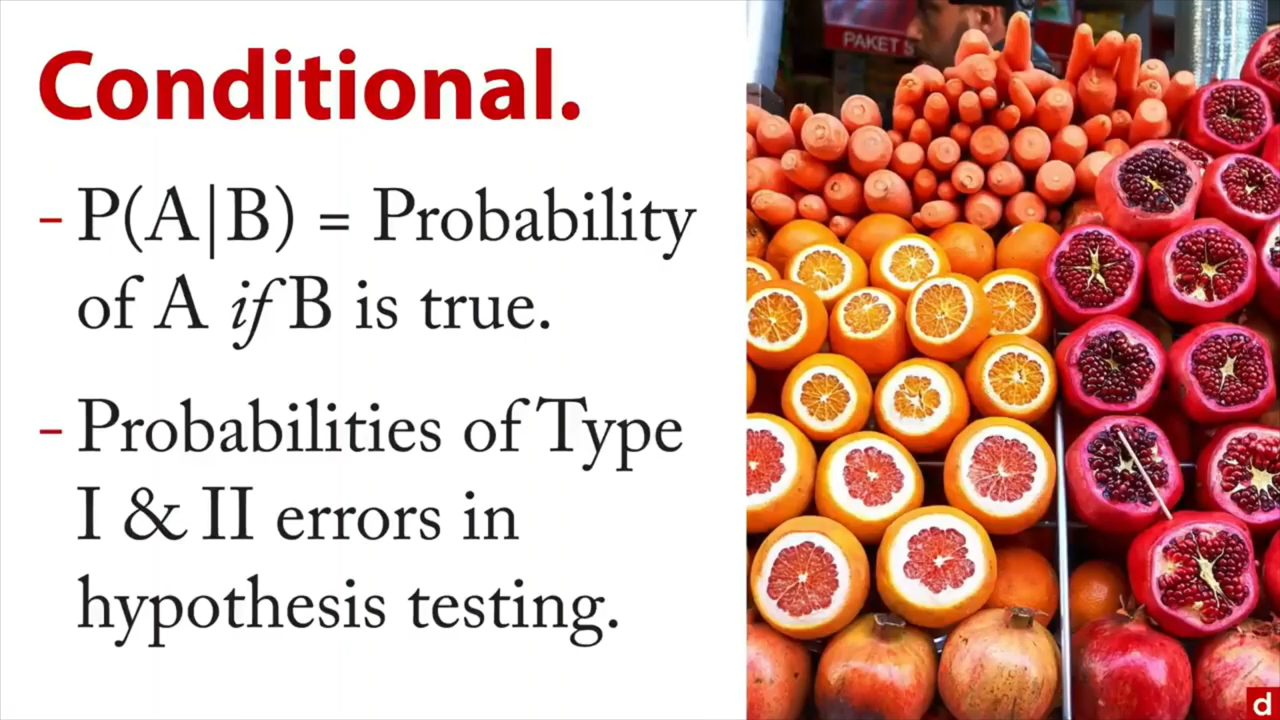 Conditional.
- P(A|B) = Probability
of A if B is true.
- Probabilities of Type
I & II errors in
hypothesis testing.
PAKET S
d